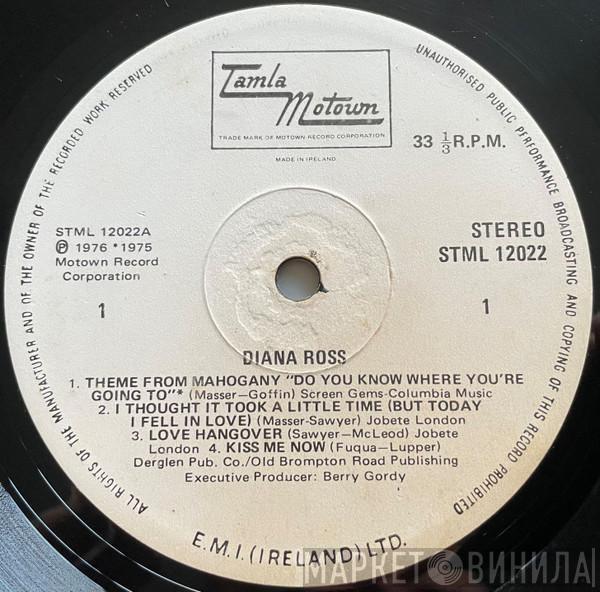 ALL RIGHTS OF THE MANUFACTURER AND OF THE OWNER OF THE RECORDED WORK RESERVED
UNAUTHORISED PUBLIC PERFORMANCE BROADCASTING AND COPYING OF THIS RECORD PROHIBITED
Tamla
Motown
TRADE MARK OF MOTOWN RECORD CORPORATION
MADE IN IRELAND
33 1/3 R.P.M.
STML 12022A
℗ 1976 *1975
Motown Record
Corporation
1
STEREO
STML 12022
1
DIANA ROSS
1. THEME FROM MAHOGANY "DO YOU KNOW WHERE YOU'RE
GOING TO"* (Masser—Goffin) Screen Gems-Columbia Music
2. I THOUGHT IT TOOK A LITTLE TIME (BUT TODAY
I FELL IN LOVE) (Masser-Sawyer) Jobete London
3. LOVE HANGOVER (Sawyer—McLeod) Jobete
London 4. KISS ME NOW (Fuqua—Lupper)
Derglen Pub. Co./Old Brompton Road Publishing
Executive Producer: Berry Gordy
E.M.I. (IRELAND) LTD.
МАРКЕТ ВИНИЛА